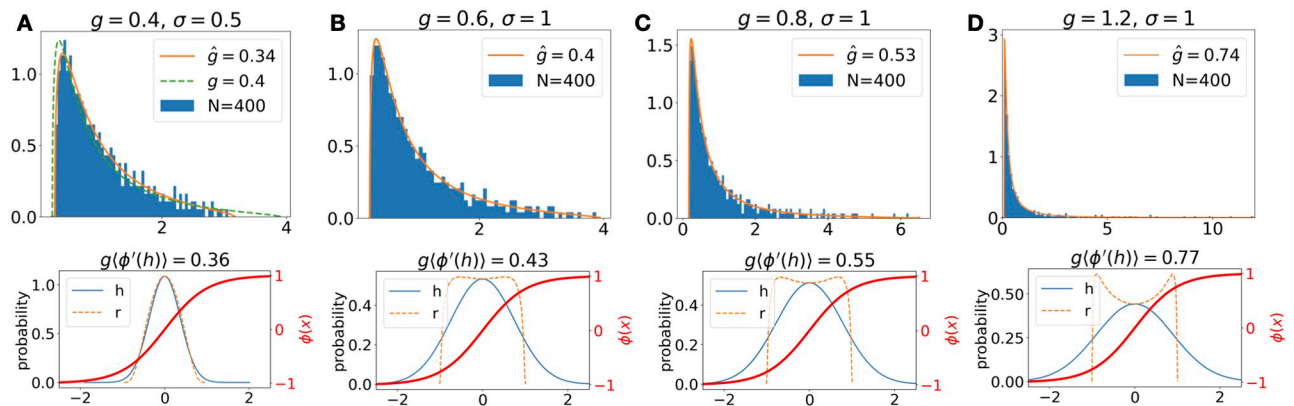 A
g = 0.4, σ = 0.5
ĝ = 0.34
g = 0.4
N=400
1.0
0.5
0.0
2
4
B
g = 0.6, σ = 1
ĝ = 0.4
N=400
1.0
0.5
0.0
2
4
C
g = 0.8, σ = 1
ĝ = 0.53
N=400
1.5
1.0
0.5
0.0
0
2
4
6
D
g = 1.2, σ = 1
ĝ = 0.74
N=400
3
2
1
0
0
5
10
g⟨ϕ′(h)⟩ = 0.36
h
r
probability
1.0
0.5
0.0
−2
0
2
1
0
−1
ϕ(x)
g⟨ϕ′(h)⟩ = 0.43
h
r
probability
0.4
0.2
0.0
−2
0
2
1
0
−1
ϕ(x)
g⟨ϕ′(h)⟩ = 0.55
h
r
probability
0.4
0.2
0.0
−2
0
2
1
0
−1
ϕ(x)
g⟨ϕ′(h)⟩ = 0.77
h
r
probability
0.50
0.25
0.00
−2
0
2
1
0
−1
ϕ(x)